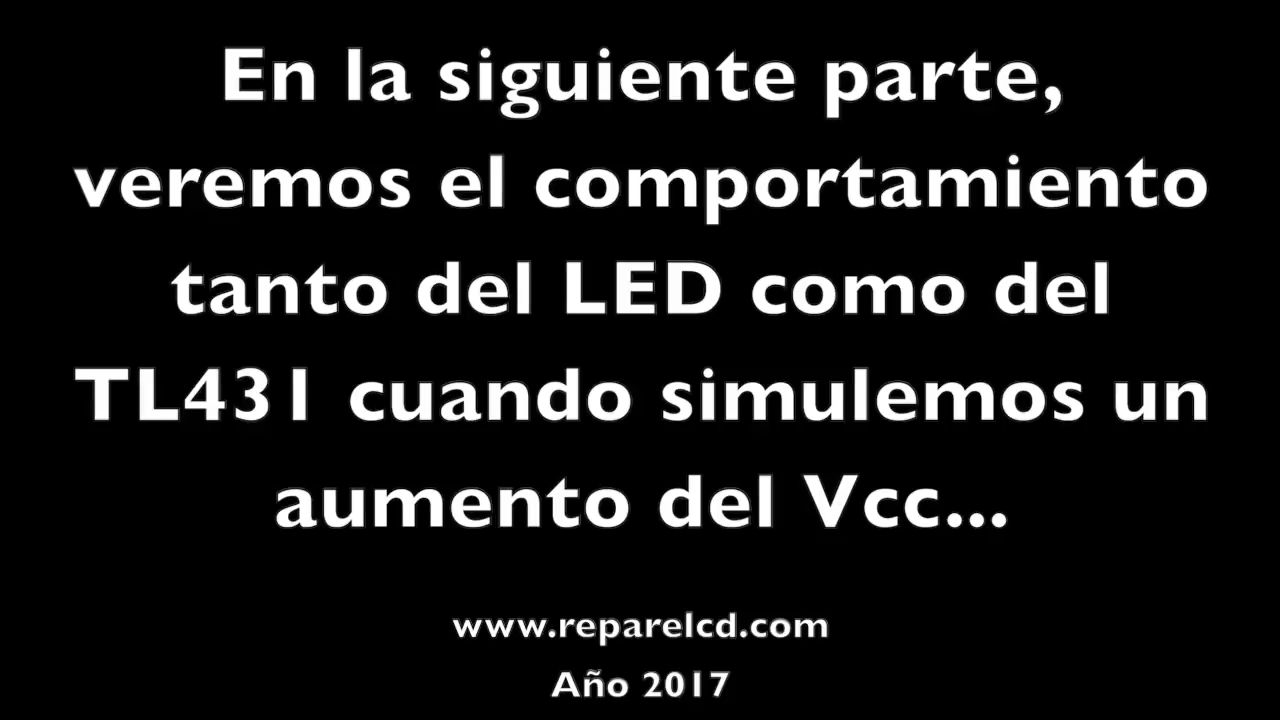 En la siguiente parte,
veremos el comportamiento
tanto del LED como del
TL431 cuando simulemos un
aumento del Vcc...
www.reparelcd.com
Año 2017